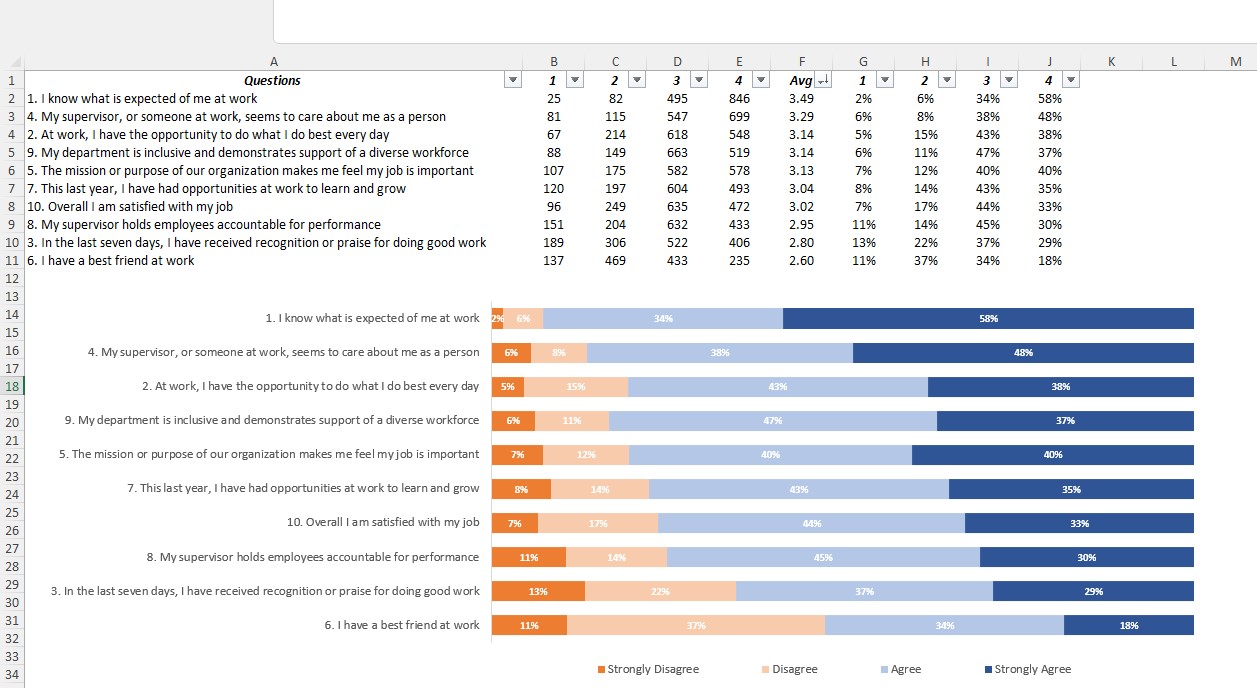 A B C D E F G H I J K L M
1 Questions 1 2 3 4 Avg 1 2 3 4
2 1. I know what is expected of me at work 25 82 495 846 3.49 2% 6% 34% 58%
3 4. My supervisor, or someone at work, seems to care about me as a person 81 115 547 699 3.29 6% 8% 38% 48%
4 2. At work, I have the opportunity to do what I do best every day 67 214 618 548 3.14 5% 15% 43% 38%
5 9. My department is inclusive and demonstrates support of a diverse workforce 88 149 663 519 3.14 6% 11% 47% 37%
6 5. The mission or purpose of our organization makes me feel my job is important 107 175 582 578 3.13 7% 12% 40% 40%
7 7. This last year, I have had opportunities at work to learn and grow 120 197 604 493 3.04 8% 14% 43% 35%
8 10. Overall I am satisfied with my job 96 249 635 472 3.02 7% 17% 44% 33%
9 8. My supervisor holds employees accountable for performance 151 204 632 433 2.95 11% 14% 45% 30%
10 3. In the last seven days, I have received recognition or praise for doing good work 189 306 522 406 2.80 13% 22% 37% 29%
11 6. I have a best friend at work 137 469 433 235 2.60 11% 37% 34% 18%
12
13
14 1. I know what is expected of me at work 2% 6% 34% 58%
15
16 4. My supervisor, or someone at work, seems to care about me as a person 6% 8% 38% 48%
17
18 2. At work, I have the opportunity to do what I do best every day 5% 15% 43% 38%
19
20 9. My department is inclusive and demonstrates support of a diverse workforce 6% 11% 47% 37%
21
22 5. The mission or purpose of our organization makes me feel my job is important 7% 12% 40% 40%
23
24 7. This last year, I have had opportunities at work to learn and grow 8% 14% 43% 35%
25
26 10. Overall I am satisfied with my job 7% 17% 44% 33%
27
28 8. My supervisor holds employees accountable for performance 11% 14% 45% 30%
29
30 3. In the last seven days, I have received recognition or praise for doing good work 13% 22% 37% 29%
31 6. I have a best friend at work 11% 37% 34% 18%
32
33
34 Strongly Disagree Disagree Agree Strongly Agree